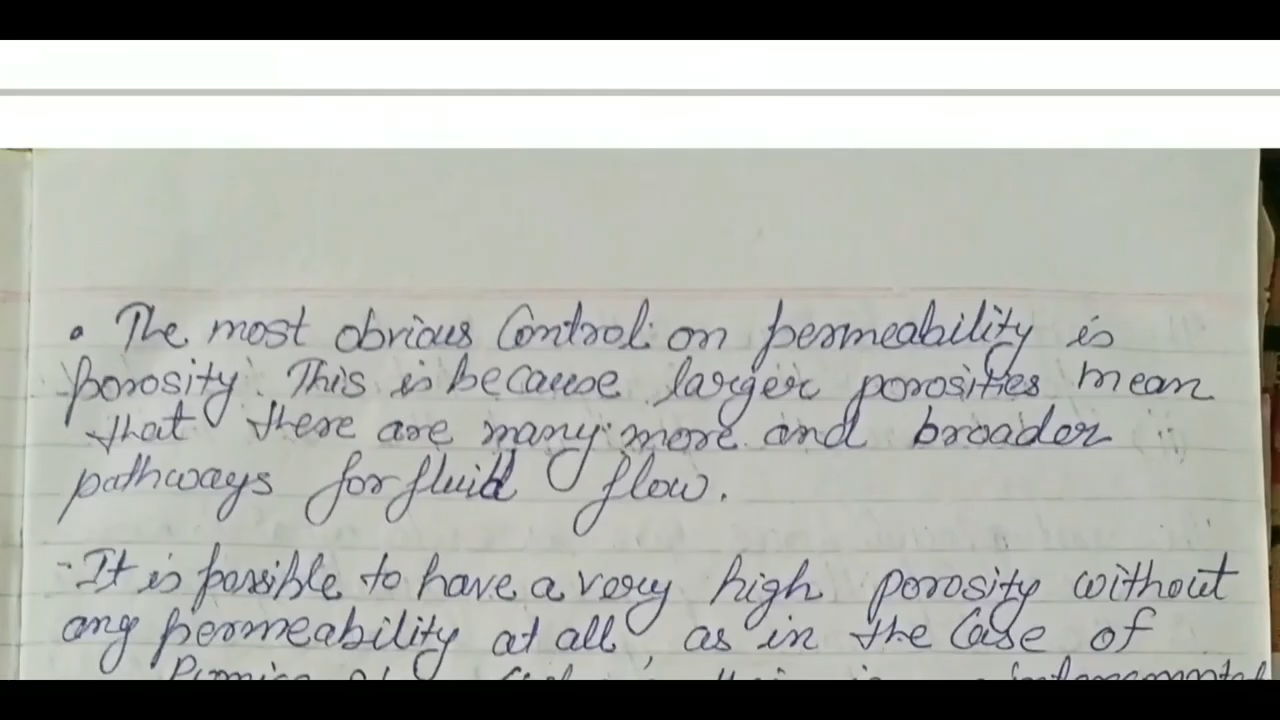 • The most obvious Control on permeability is
porosity. This is because larger porosities mean
that there are many more and broader
pathways for fluid flow.
- It is possible to have a very high porosity without
any permeability at all, as in the Case of
Pumice